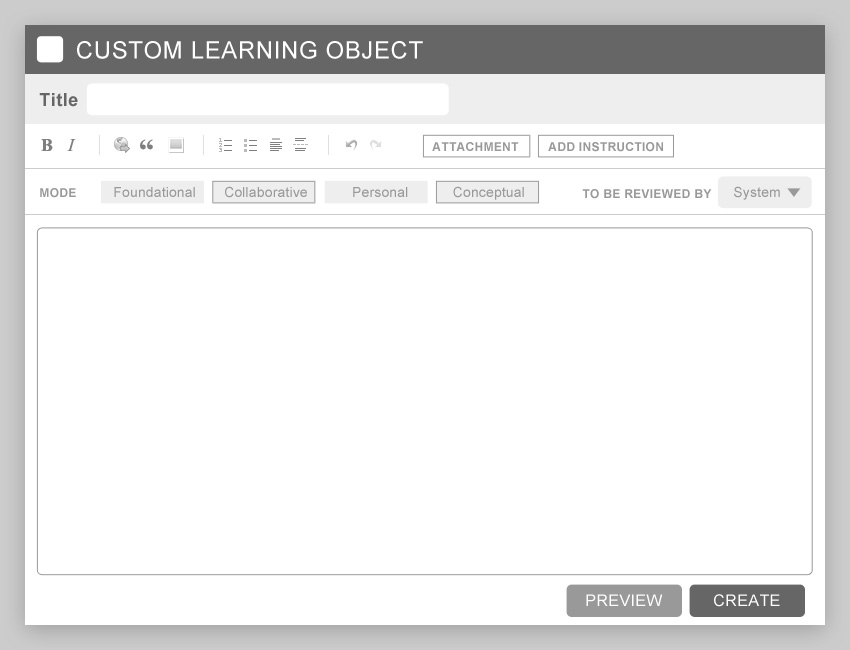 CUSTOM LEARNING OBJECT
Title
B I ATTACHMENT ADD INSTRUCTION
MODE Foundational Collaborative Personal Conceptual TO BE REVIEWED BY System
PREVIEW CREATE